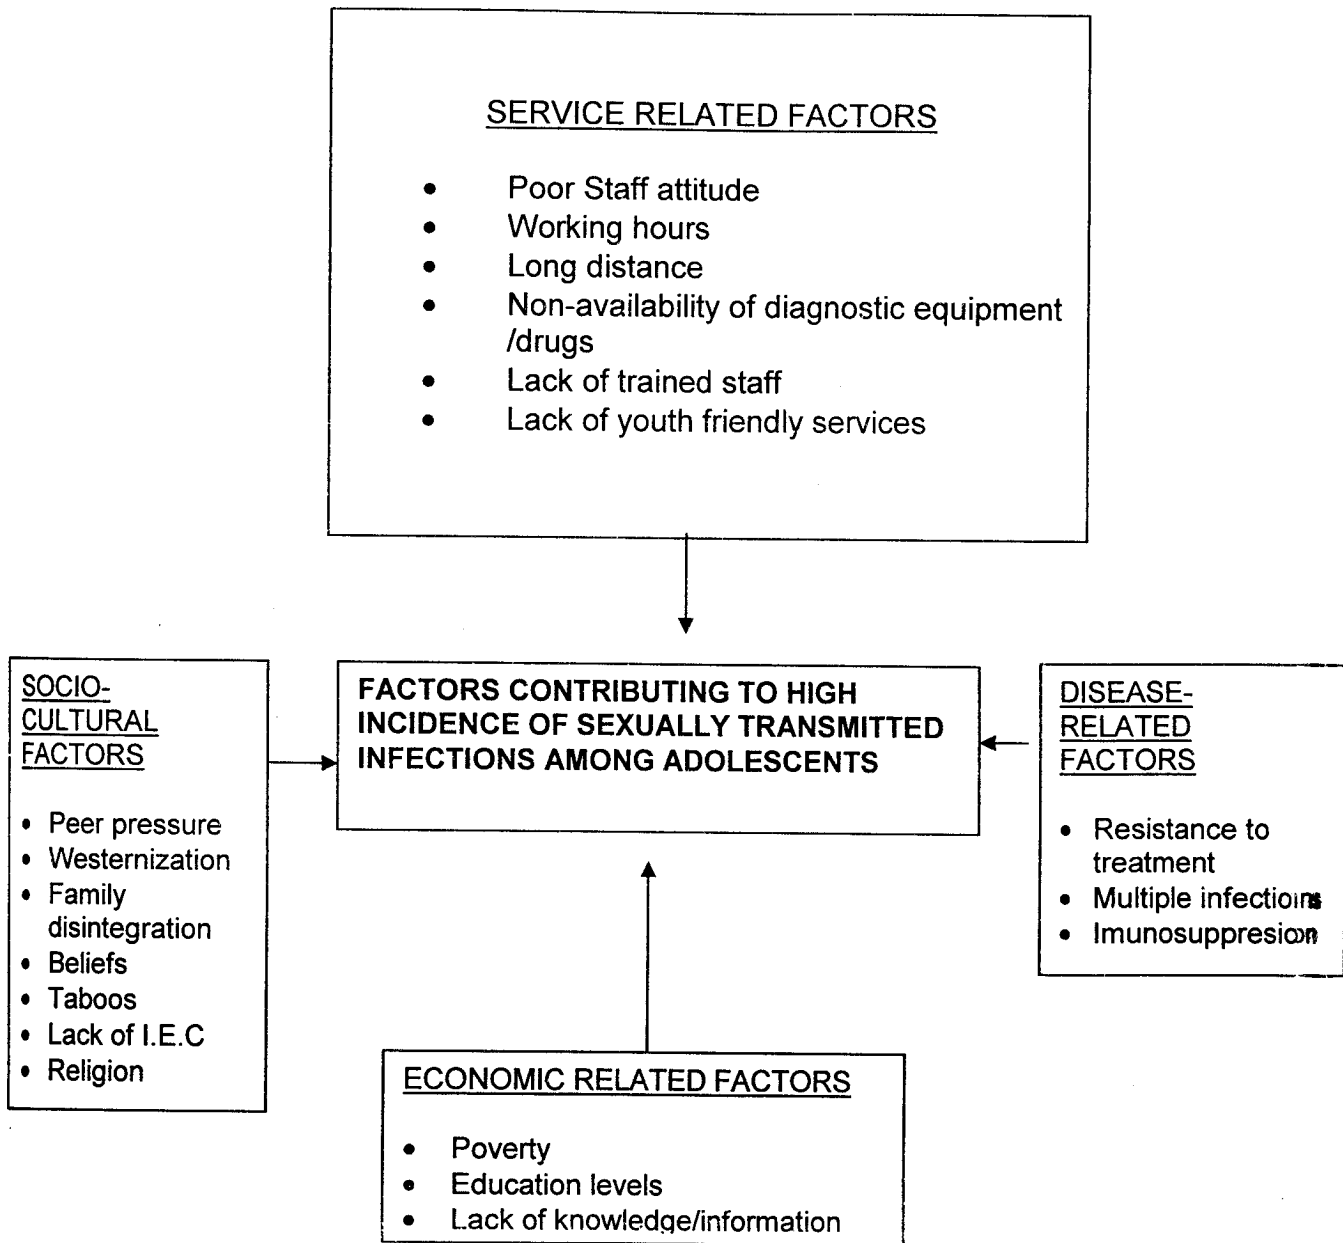 SERVICE RELATED FACTORS
• Poor Staff attitude
• Working hours
• Long distance
• Non-availability of diagnostic equipment
/drugs
• Lack of trained staff
• Lack of youth friendly services
SOCIO-
CULTURAL
FACTORS
• Peer pressure
• Westernization
• Family
disintegration
• Beliefs
• Taboos
• Lack of I.E.C
• Religion
FACTORS CONTRIBUTING TO HIGH
INCIDENCE OF SEXUALLY TRANSMITTED
INFECTIONS AMONG ADOLESCENTS
DISEASE-
RELATED
FACTORS
• Resistance to
treatment
• Multiple infections
• Imunosuppresion
ECONOMIC RELATED FACTORS
• Poverty
• Education levels
• Lack of knowledge/information